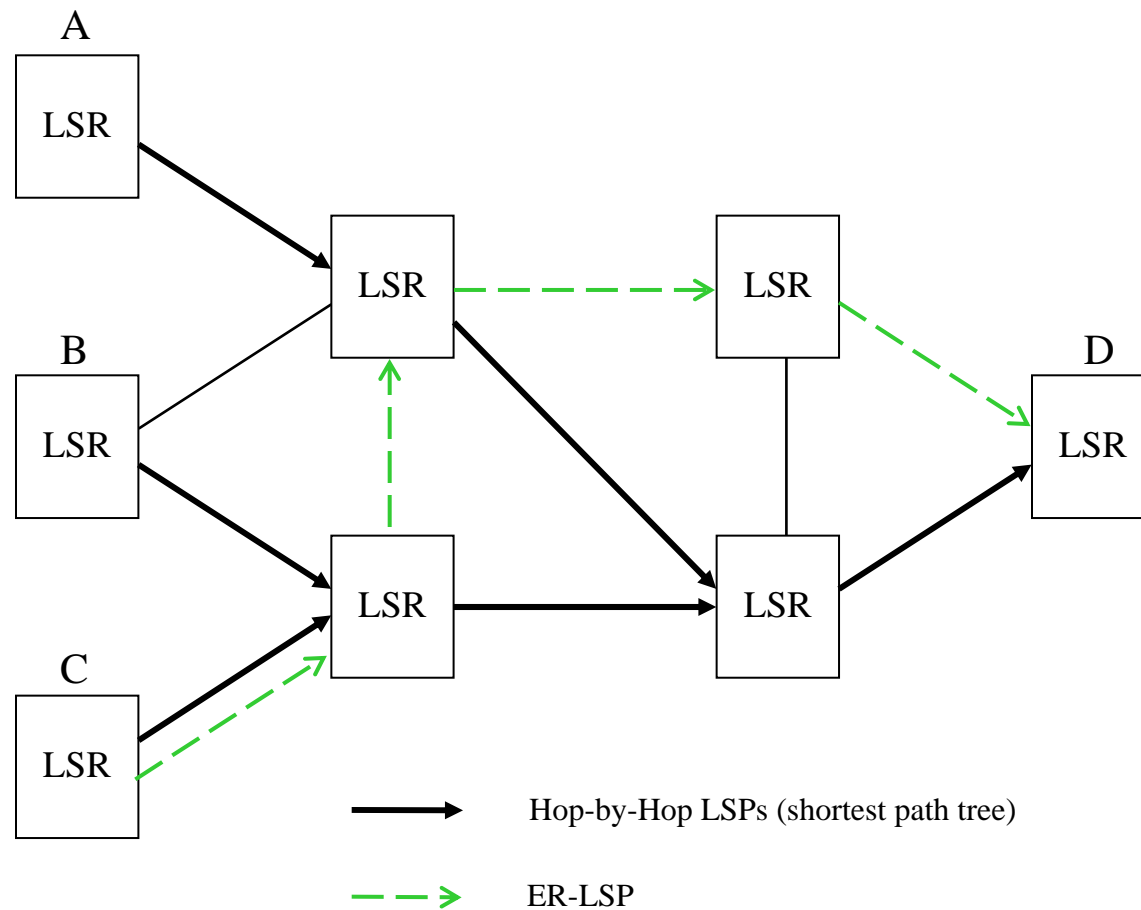 A
LSR
LSR
LSR
B
D
LSR
LSR
LSR
LSR
C
LSR
Hop-by-Hop LSPs (shortest path tree)
ER-LSP